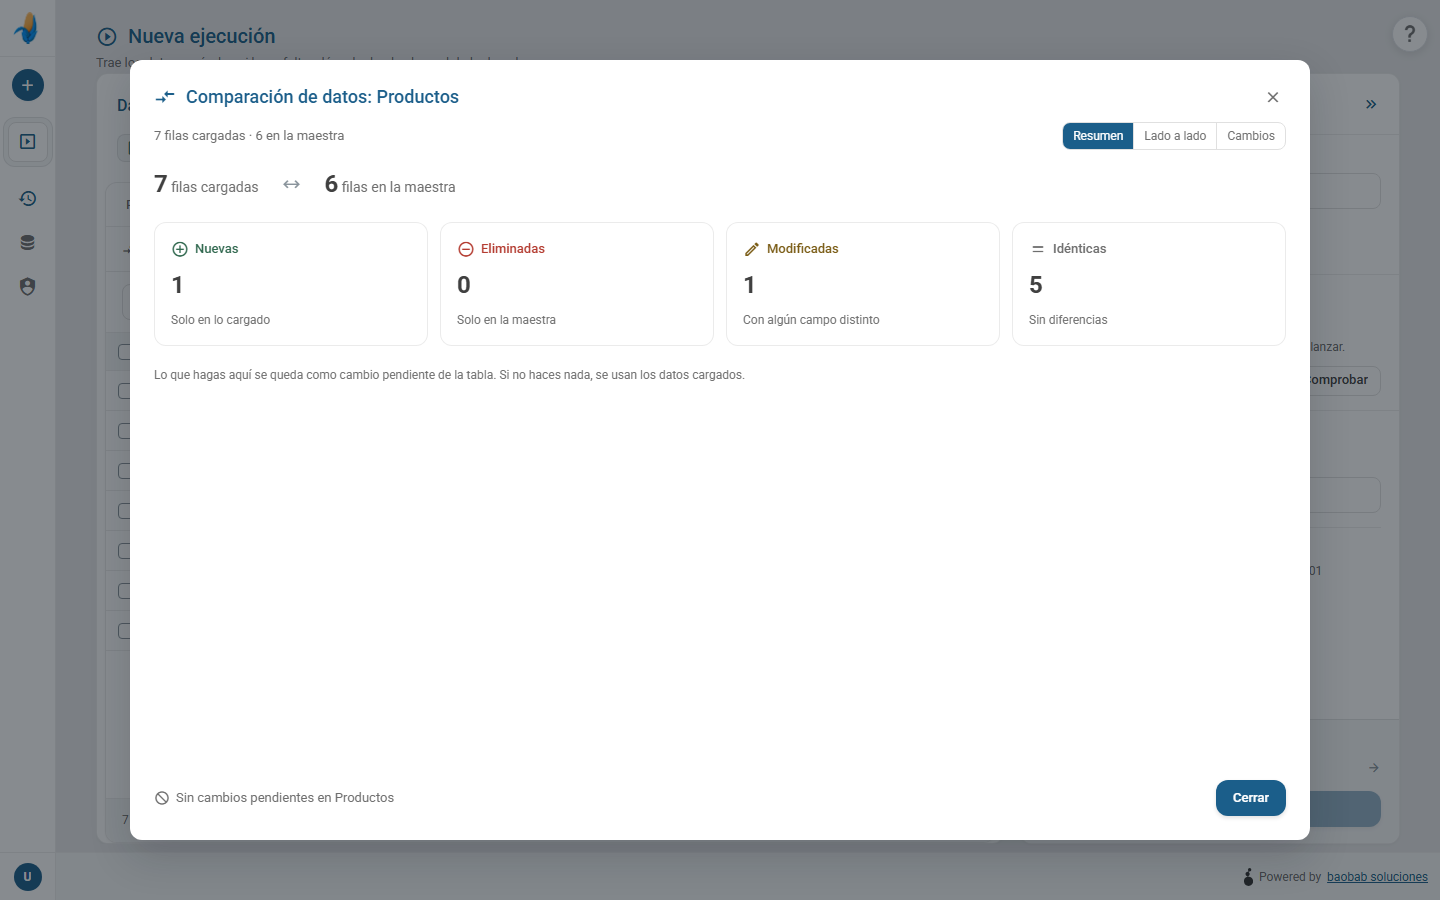 Nueva ejecución
?
Comparación de datos: Productos
7 filas cargadas · 6 en la maestra
Resumen
Lado a lado
Cambios
7 filas cargadas
6 filas en la maestra
Nuevas
1
Solo en lo cargado
Eliminadas
0
Solo en la maestra
Modificadas
1
Con algún campo distinto
Idénticas
5
Sin diferencias
Lo que hagas aquí se queda como cambio pendiente de la tabla. Si no haces nada, se usan los datos cargados.
lanzar.
omprobar
01
7
Sin cambios pendientes en Productos
Cerrar
U
Powered by baobab soluciones